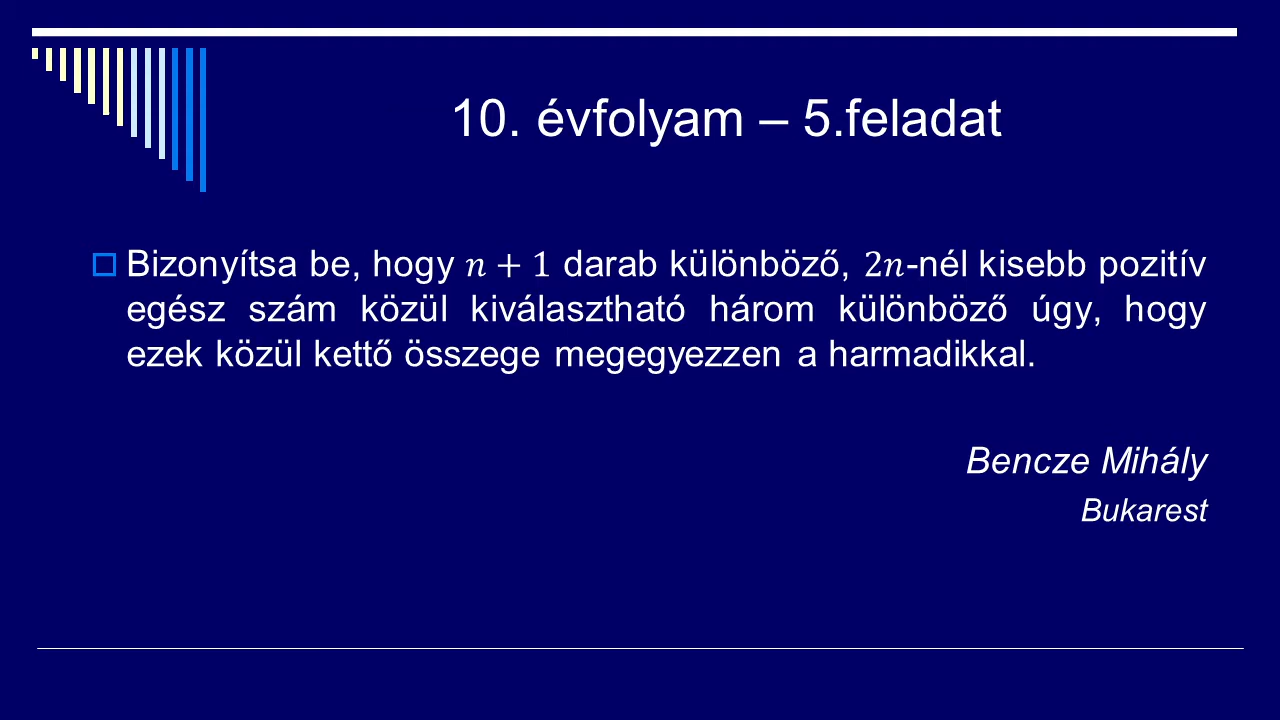 10. évfolyam – 5.feladat
Bizonyítsa be, hogy 𝑛 + 1 darab különböző, 2𝑛-nél kisebb pozitív
egész szám közül kiválasztható három különböző úgy, hogy
ezek közül kettő összege megegyezzen a harmadikkal.
Bencze Mihály
Bukarest